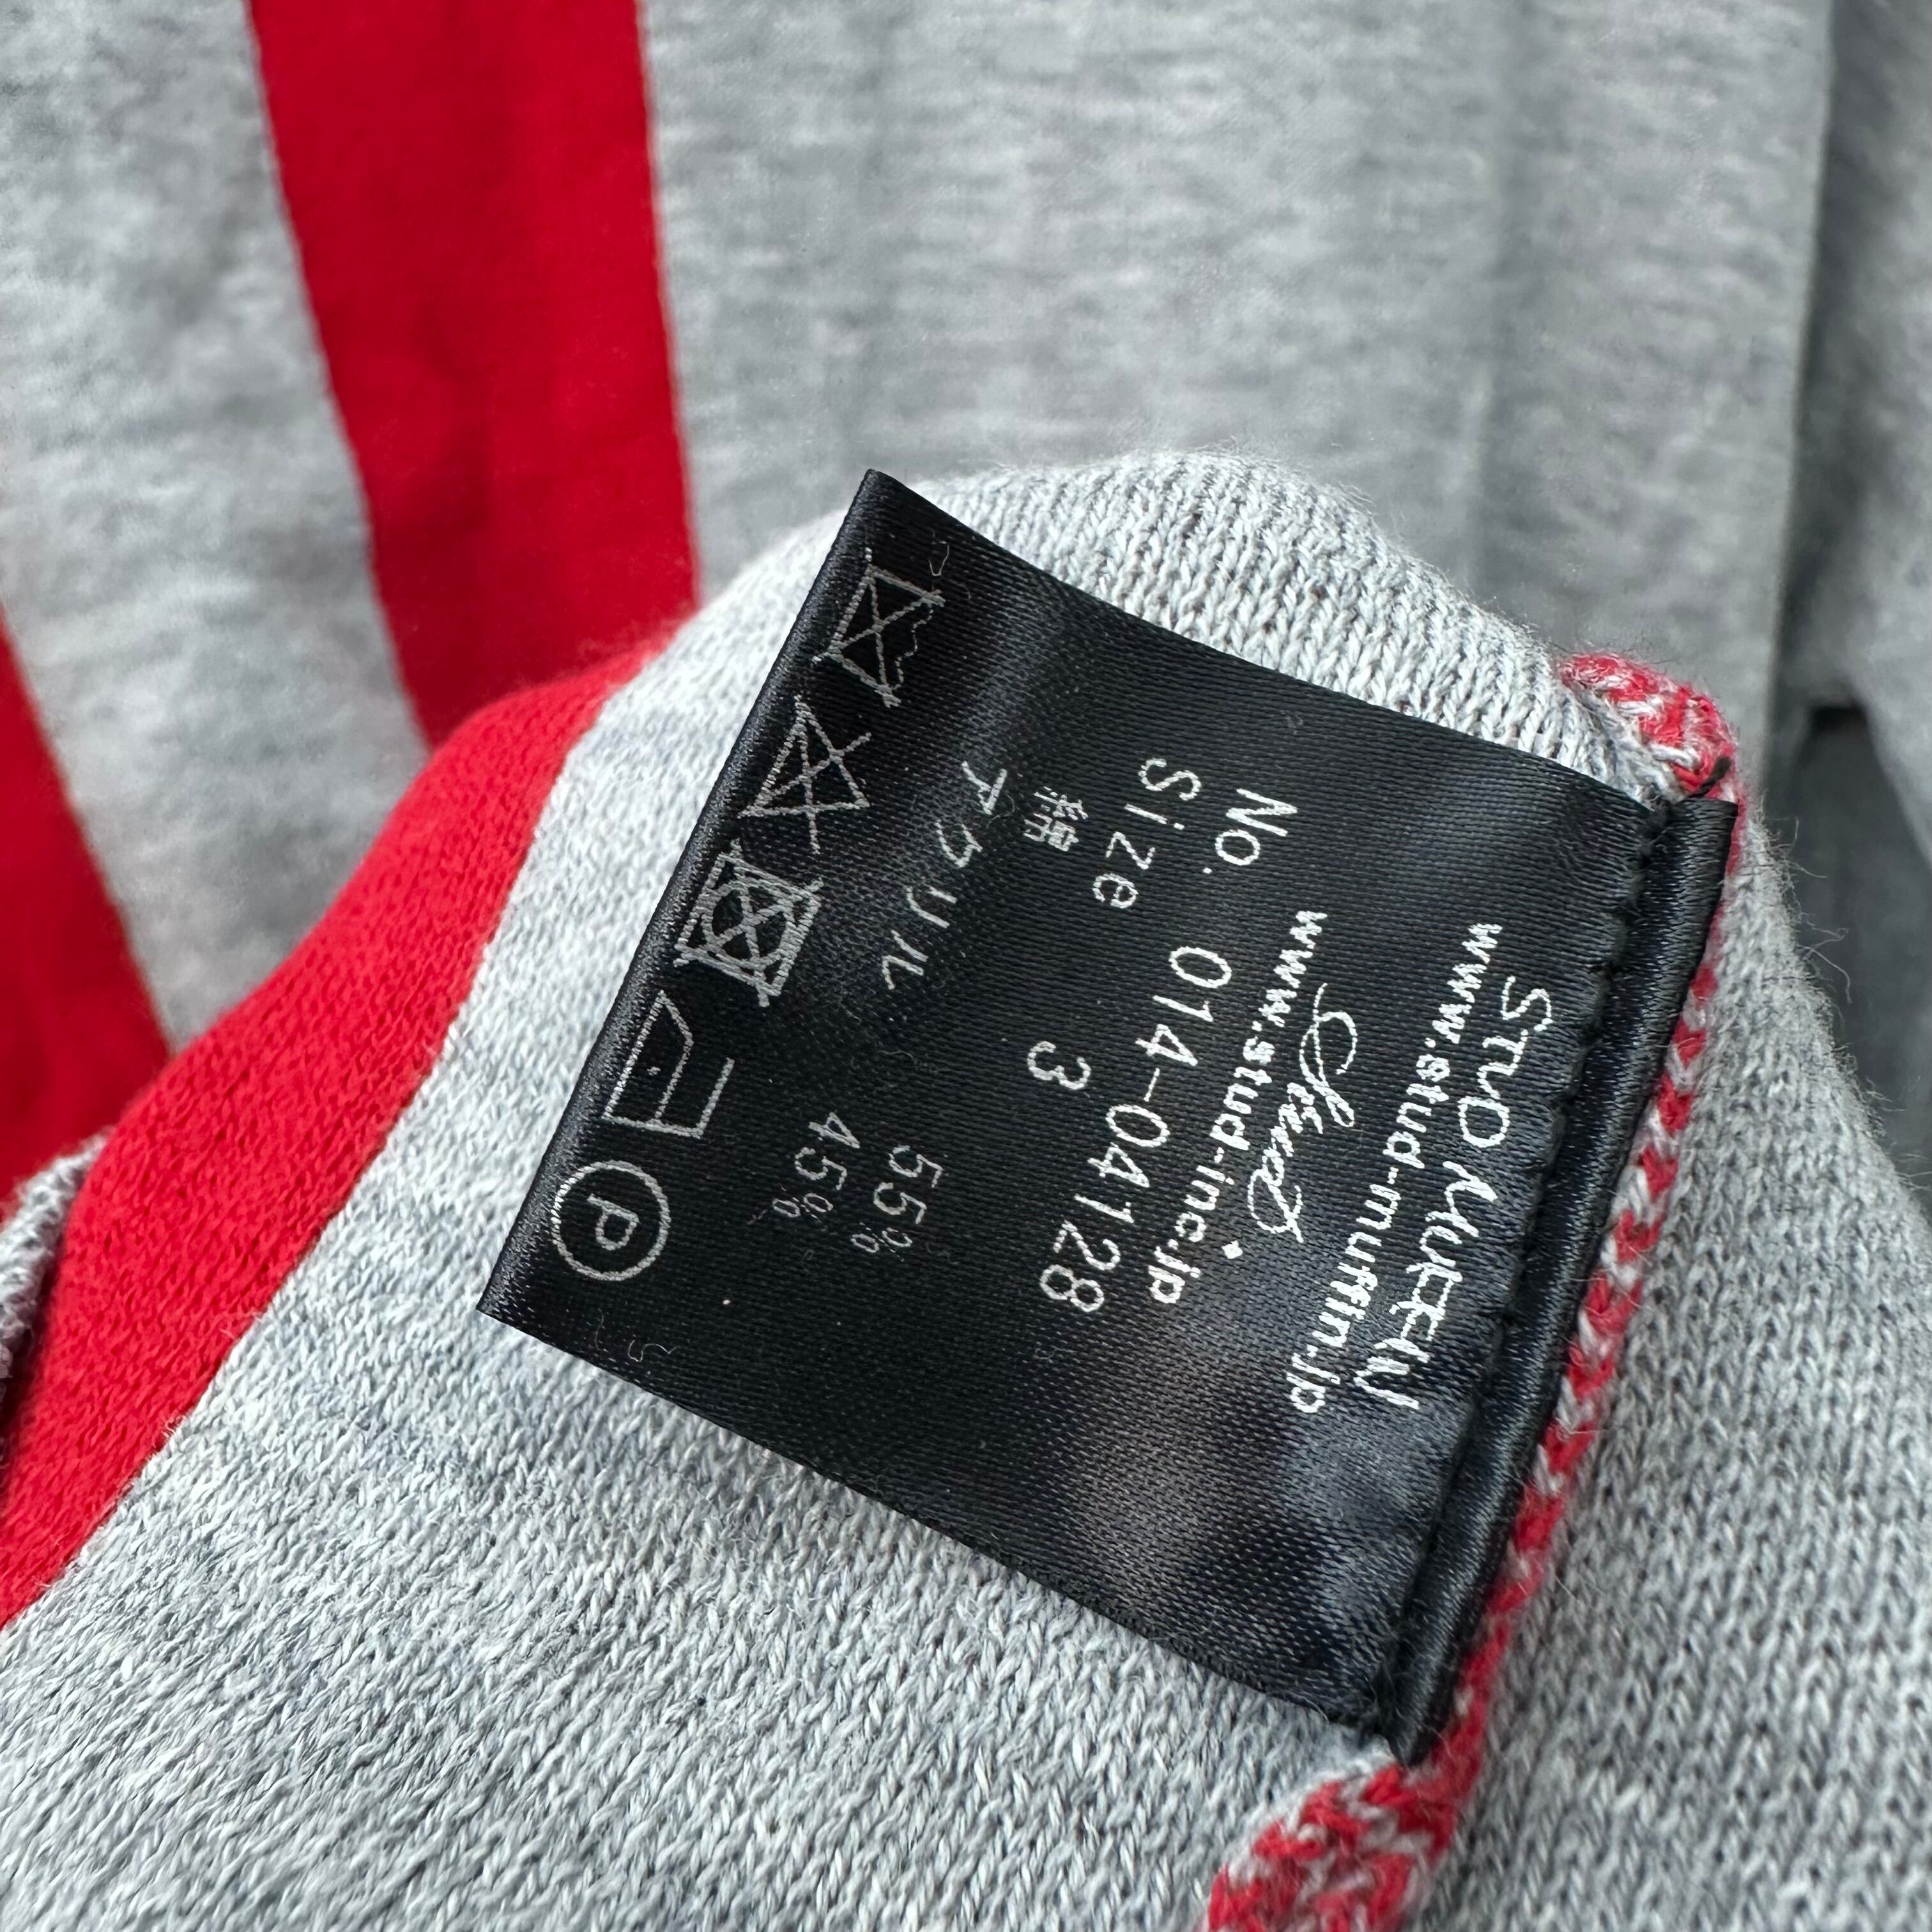 STVD MUFFIN
www.stud-muffin.jp
Stud
www.stud-inc.jp
No. 014-04128
Size 3
綿 55%
アクリル 45%
P